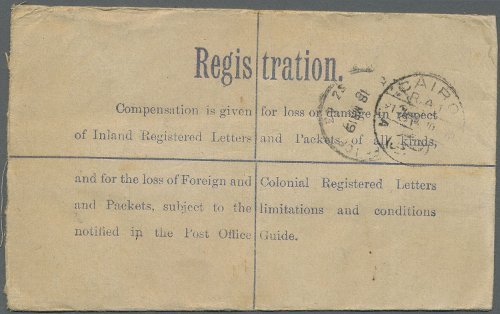 Registration.
Compensation is given for loss or damage in respect
of Inland Registered Letters and Packets of all kinds,
and for the loss of Foreign and Colonial Registered Letters
and Packets, subject to the limitations and conditions
notified in the Post Office Guide.
CAIRO